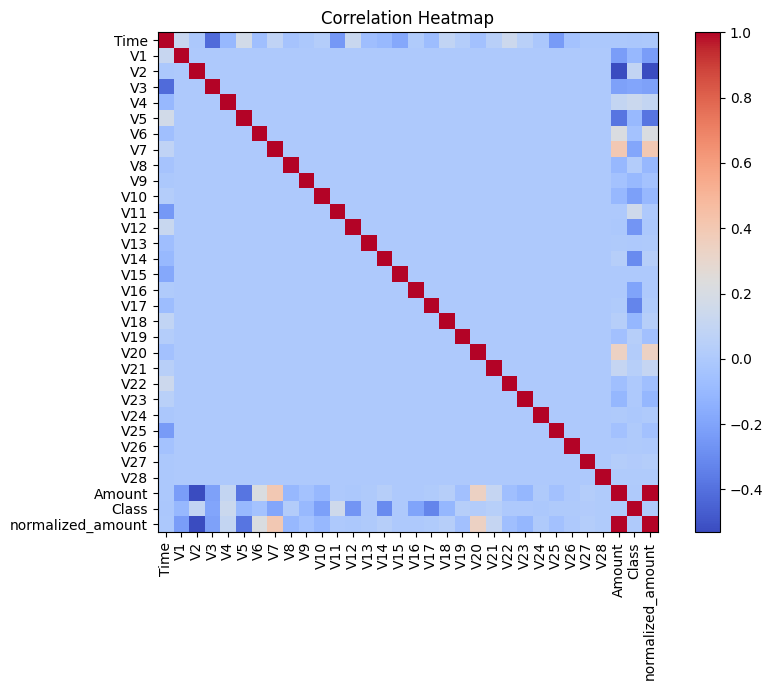 Correlation Heatmap
Time
V1
V2
V3
V4
V5
V6
V7
V8
V9
V10
V11
V12
V13
V14
V15
V16
V17
V18
V19
V20
V21
V22
V23
V24
V25
V26
V27
V28
Amount
Class
normalized_amount
Time
V1
V2
V3
V4
V5
V6
V7
V8
V9
V10
V11
V12
V13
V14
V15
V16
V17
V18
V19
V20
V21
V22
V23
V24
V25
V26
V27
V28
Amount
Class
normalized_amount
1.0
0.8
0.6
0.4
0.2
0.0
−0.2
−0.4